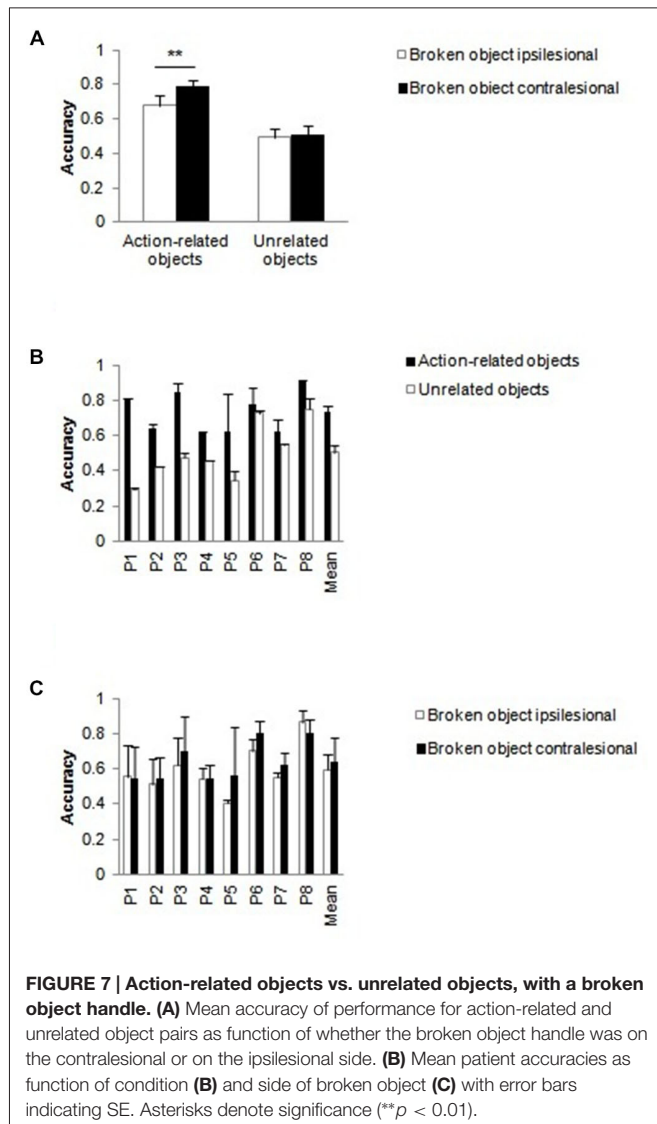 A
**
1
0.8
0.6
0.4
0.2
0
Accuracy
Action-related
objects
Unrelated
objects
Broken object ipsilesional
Broken object contralesional
B
1
0.8
0.6
0.4
0.2
0
Accuracy
P1
P2
P3
P4
P5
P6
P7
P8
Mean
Action-related objects
Unrelated objects
C
1
0.8
0.6
0.4
0.2
0
Accuracy
P1
P2
P3
P4
P5
P6
P7
P8
Mean
Broken object ipsilesional
Broken object contralesional
FIGURE 7 | Action-related objects vs. unrelated objects, with a broken
object handle. (A) Mean accuracy of performance for action-related and
unrelated object pairs as function of whether the broken object handle was on
the contralesional or on the ipsilesional side. (B) Mean patient accuracies as
function of condition (B) and side of broken object (C) with error bars
indicating SE. Asterisks denote significance (**p < 0.01).